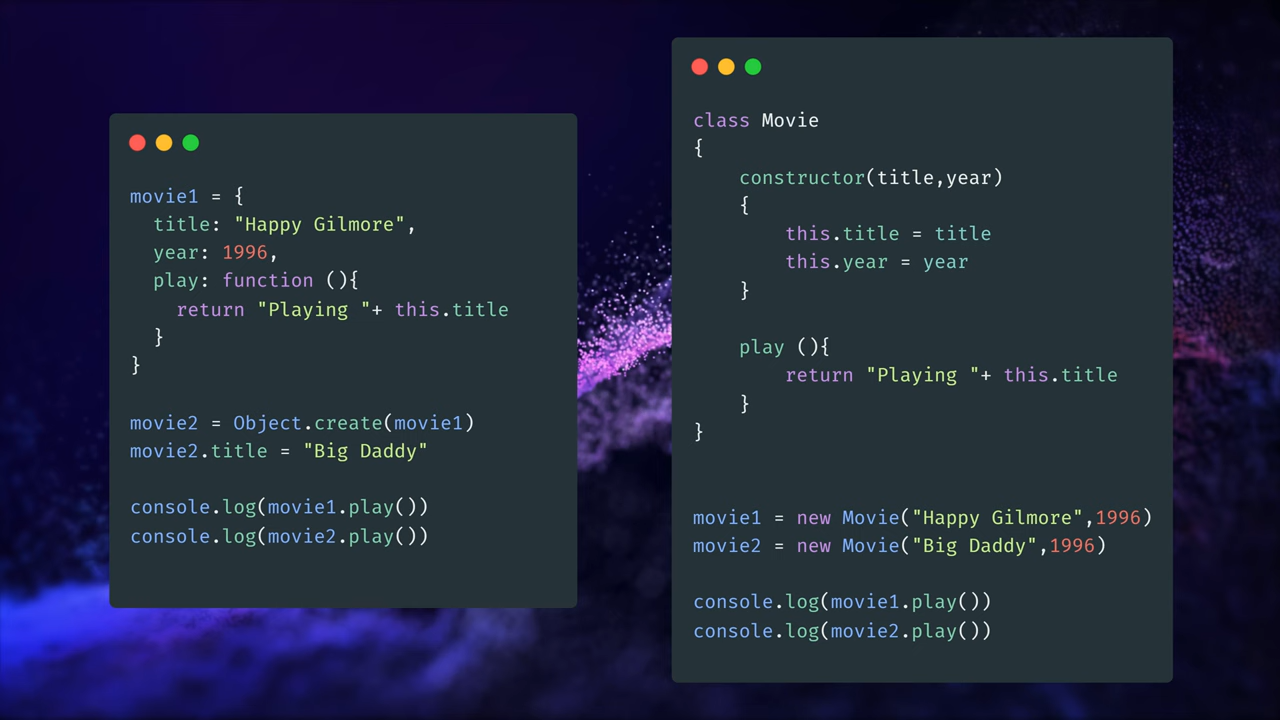 movie1 = {
  title: "Happy Gilmore",
  year: 1996,
  play: function (){
    return "Playing "+ this.title
  }
}

movie2 = Object.create(movie1)
movie2.title = "Big Daddy"

console.log(movie1.play())
console.log(movie2.play())

class Movie
{
    constructor(title,year)
    {
        this.title = title
        this.year = year
    }

    play (){
        return "Playing "+ this.title
    }
}

movie1 = new Movie("Happy Gilmore",1996)
movie2 = new Movie("Big Daddy",1996)

console.log(movie1.play())
console.log(movie2.play())